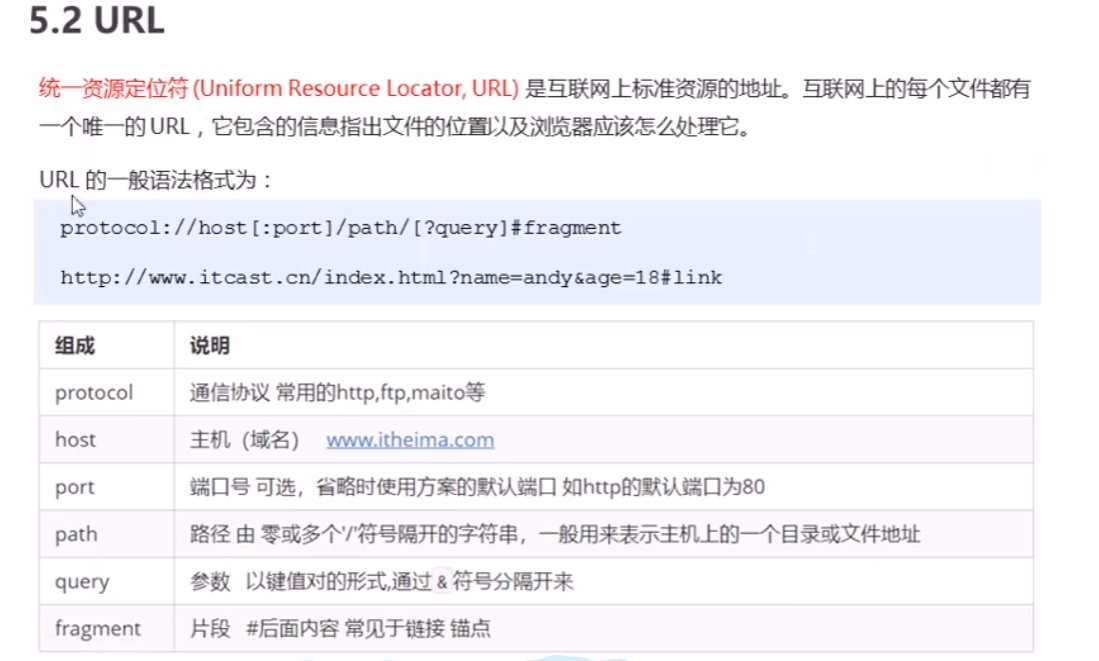 5.2 URL
统一资源定位符 (Uniform Resource Locator, URL) 是互联网上标准资源的地址。互联网上的每个文件都有
一个唯一的 URL，它包含的信息指出文件的位置以及浏览器应该怎么处理它。
URL 的一般语法格式为：
protocol://host[:port]/path/[?query]#fragment
http://www.itcast.cn/index.html?name=andy&age=18#link
组成 说明
protocol 通信协议 常用的http,ftp,maito等
host 主机（域名） www.itheima.com
port 端口号 可选，省略时使用方案的默认端口 如http的默认端口为80
path 路径 由 零或多个'/'符号隔开的字符串，一般用来表示主机上的一个目录或文件地址
query 参数 以键值对的形式,通过 & 符号分隔开来
fragment 片段 #后面内容 常见于链接 锚点